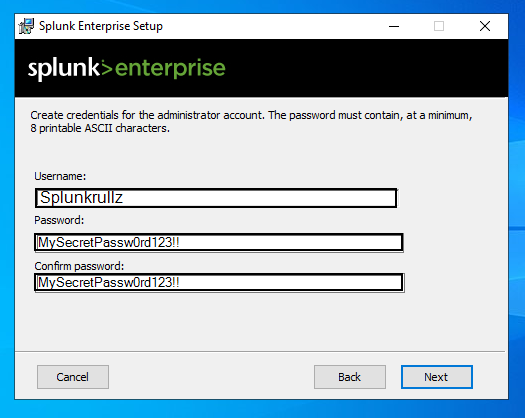 Splunk Enterprise Setup
splunk>enterprise
Create credentials for the administrator account. The password must contain, at a minimum,
8 printable ASCII characters.
Username:
Splunkrullz
Password:
MySecretPassw0rd123!!
Confirm password:
MySecretPassw0rd123!!
Cancel
Back
Next